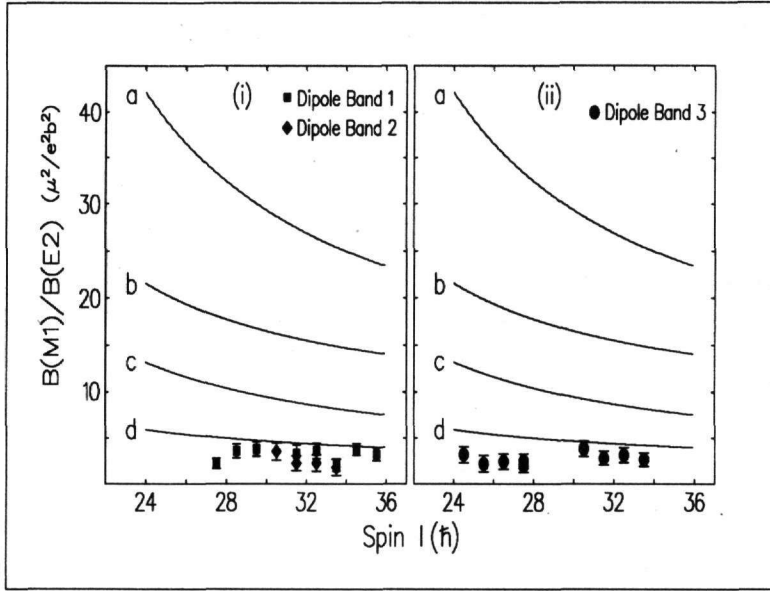 B(M1)/B(E2) (μ²/e²b²)
40
30
20
10
a
b
c
d
(i)
Dipole Band 1
Dipole Band 2
24
28
32
36
a
b
c
d
(ii)
Dipole Band 3
24
28
32
36
Spin I (ħ)